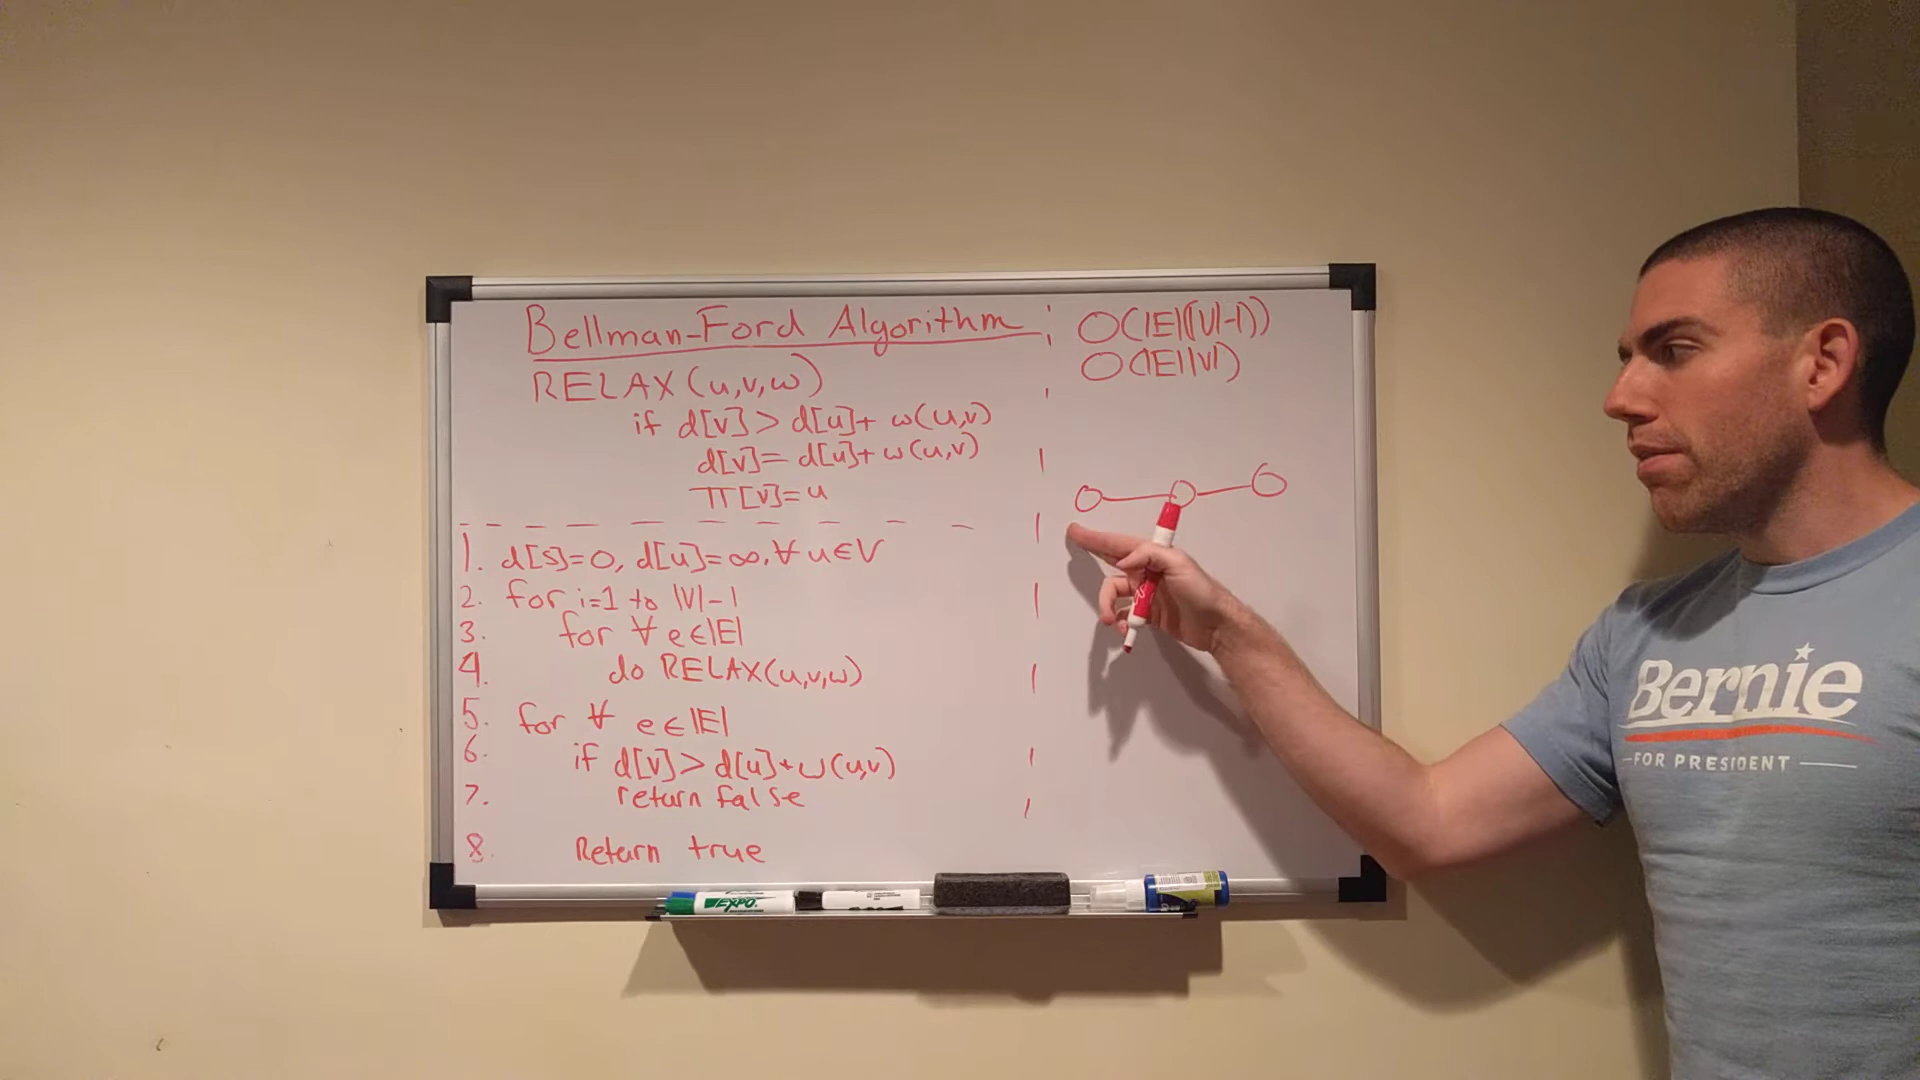 Bellman-Ford Algorithm
RELAX(u,v,w)
if d[v] > d[u]+ w(u,v)
d[v]= d[u]+ w(u,v)
π[v]= u
1. d[s]=0, d[u]=∞, ∀ u∈V
2. for i=1 to |V|-1
3. for ∀ e∈|E|
4. do RELAX(u,v,w)
5. for ∀ e∈|E|
6. if d[v] > d[u]+w(u,v)
7. return false
8. Return true
O(|E|(|V|-1))
O(|E||V|)
EXPO
Bernie
FOR PRESIDENT